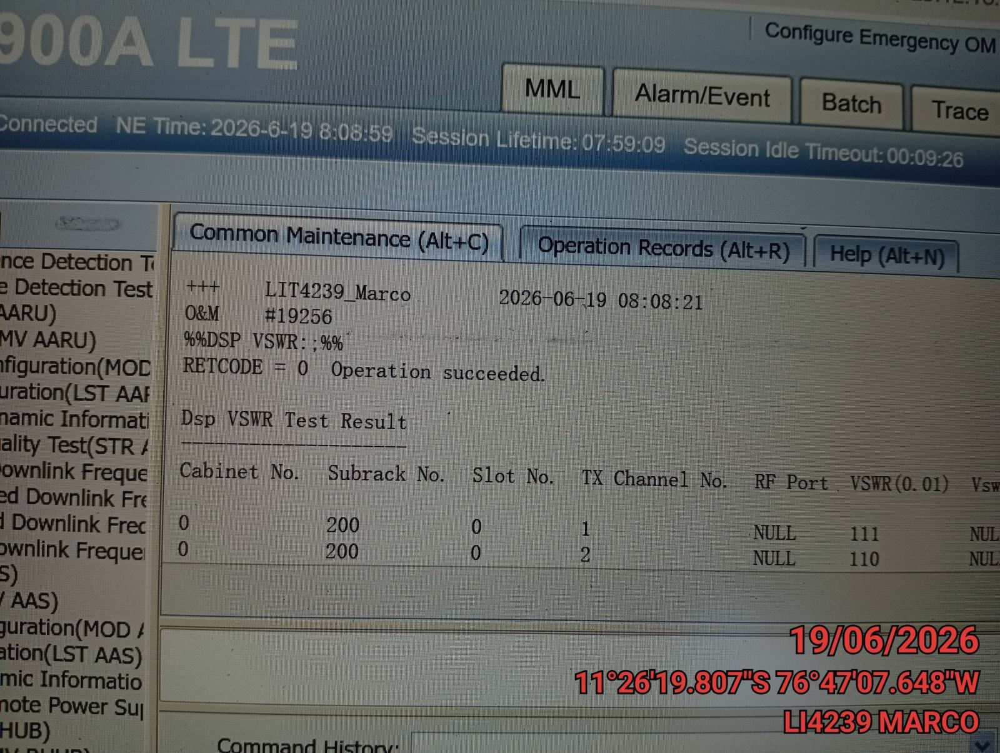 900A LTE
Configure Emergency OM
MML Alarm/Event Batch Trace
Connected NE Time: 2026-6-19 8:08:59 Session Lifetime: 07:59:09 Session Idle Timeout: 00:09:26
Common Maintenance (Alt+C) Operation Records (Alt+R) Help (Alt+N)
nce Detection T
e Detection Test
AARU)
MV AARU)
nfiguration(MOD
uration(LST AAR
namic Informati
ality Test(STR A
ownlink Freque
ed Downlink Fre
d Downlink Freq
ownlink Freque
S)
/ AAS)
guration(MOD A
ation(LST AAS)
mic Informatio
note Power Sup
HUB)
+++ LIT4239_Marco 2026-06-19 08:08:21
O&M #19256
%%DSP VSWR:;%%
RETCODE = 0 Operation succeeded.
Dsp VSWR Test Result
--------------------
Cabinet No. Subrack No. Slot No. TX Channel No. RF Port VSWR(0.01) Vsw
0 200 0 1 NULL 111 NUL
0 200 0 2 NULL 110 NUL
Command History:
19/06/2026
11°26'19.807"S 76°47'07.648"W
LI4239 MARCO